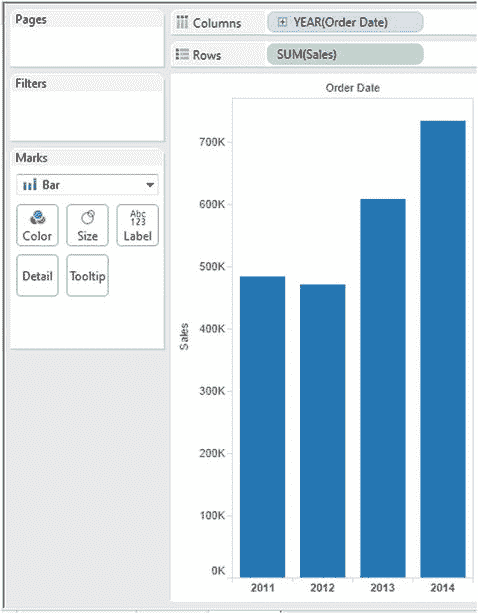 Pages
Columns
YEAR(Order Date)
Rows
SUM(Sales)
Filters
Marks
Bar
Color
Size
Abc
123
Label
Detail
Tooltip
Order Date
700K
600K
500K
400K
300K
200K
100K
0K
Sales
2011 2012 2013 2014